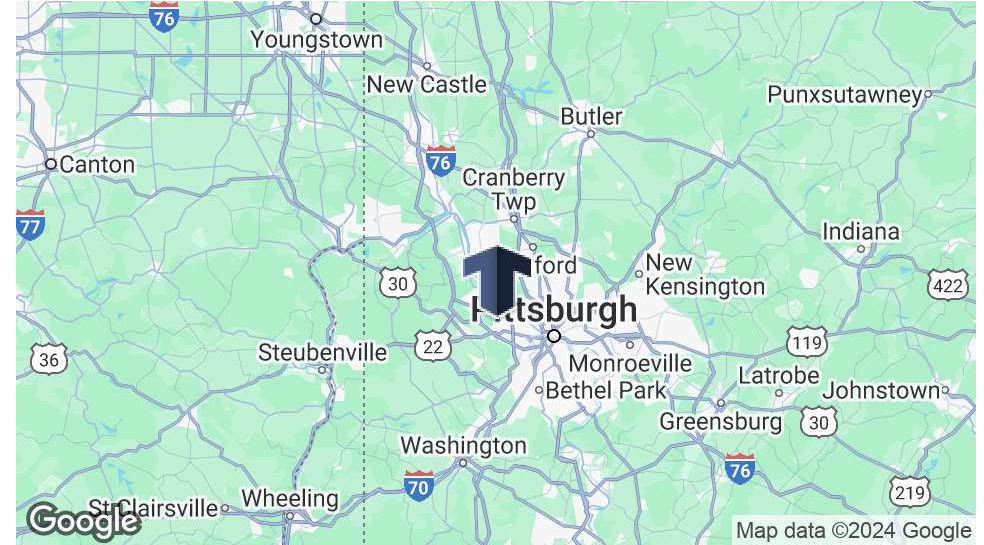 76
Youngstown
New Castle
Punxsutawney
Butler
Canton
76
Cranberry
Twp
77
Indiana
ford
New
Kensington
30
422
Pittsburgh
119
22
Steubenville
36
Monroeville
Latrobe
Bethel Park
Johnstown
Greensburg
30
Washington
76
70
219
Wheeling
St Clairsville
Google
Map data ©2024 Google